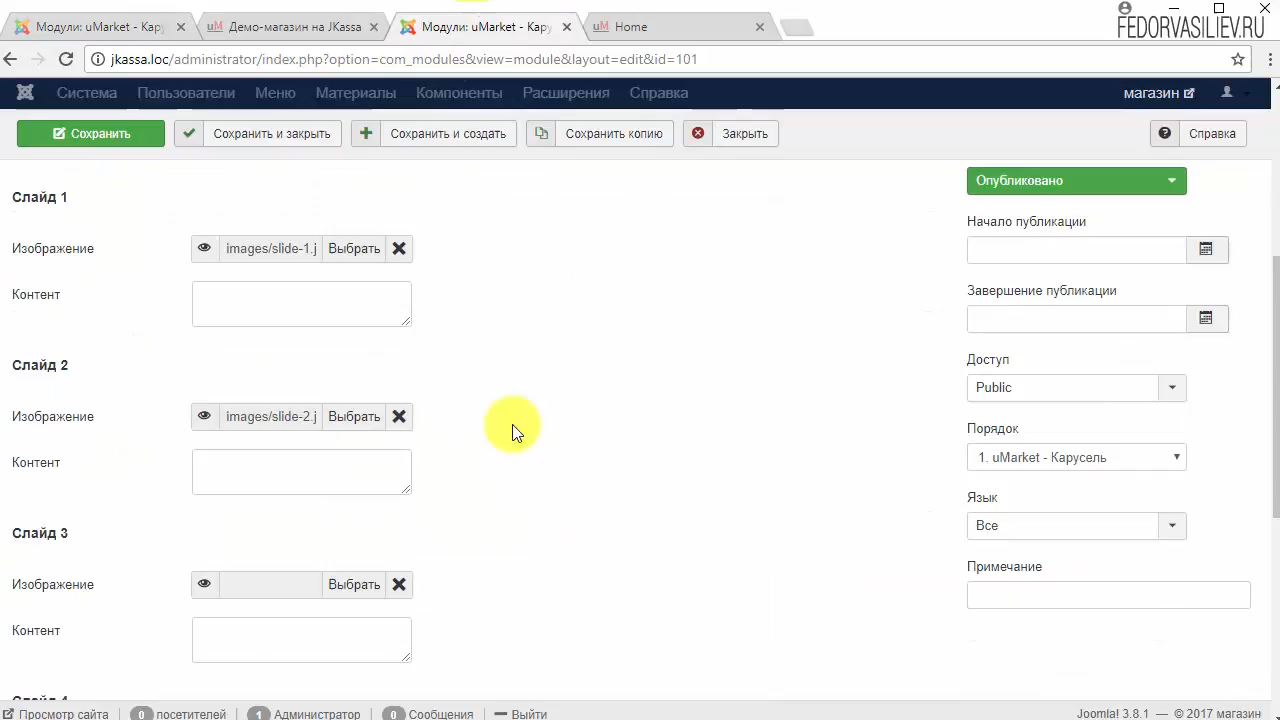 Модули: uMarket - Кару
Демо-магазин на JKassa
Модули: uMarket - Карус
Home
FEDORVASILIEV.RU
jkassa.loc/administrator/index.php?option=com_modules&view=module&layout=edit&id=101
Система
Пользователи
Меню
Материалы
Компоненты
Расширения
Справка
магазин
Сохранить
Сохранить и закрыть
Сохранить и создать
Сохранить копию
Закрыть
Справка
Слайд 1
Изображение
images/slide-1.j
Выбрать
Контент
Слайд 2
Изображение
images/slide-2.j
Выбрать
Контент
Слайд 3
Изображение
Выбрать
Контент
Слайд 4
Опубликовано
Начало публикации
Завершение публикации
Доступ
Public
Порядок
1. uMarket - Карусель
Язык
Все
Примечание
Просмотр сайта
0 посетителей
1 Администратор
0 Сообщения
Выйти
Joomla! 3.8.1 — © 2017 магазин